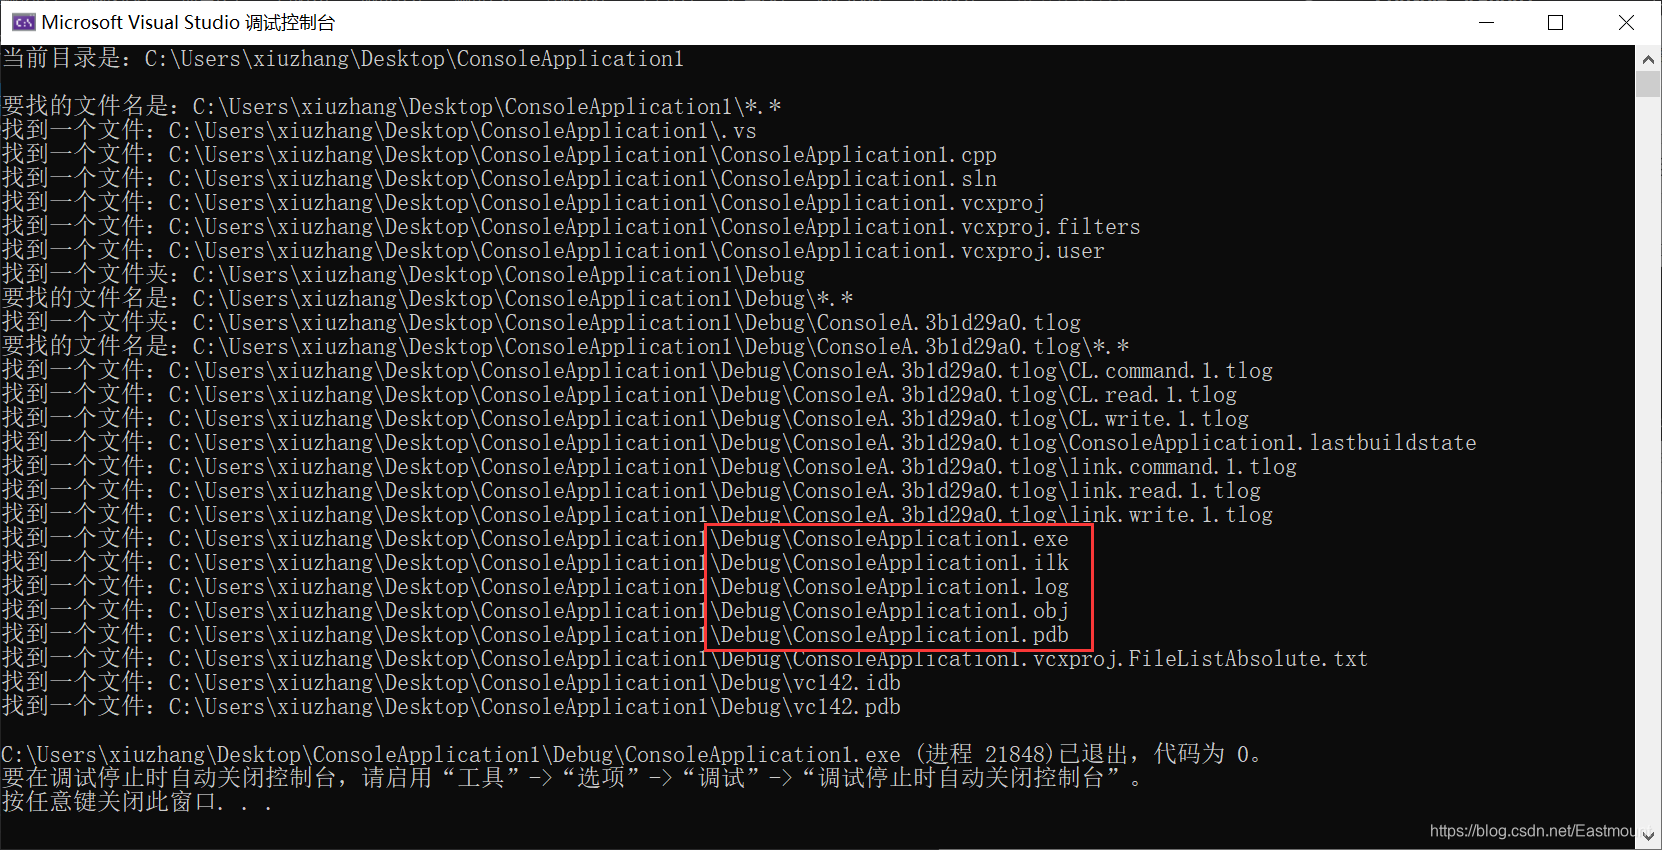 Microsoft Visual Studio 调试控制台
当前目录是：C:\Users\xiuzhang\Desktop\ConsoleApplication1
要找的文件名是：C:\Users\xiuzhang\Desktop\ConsoleApplication1\*.*
找到一个文件：C:\Users\xiuzhang\Desktop\ConsoleApplication1\.vs
找到一个文件：C:\Users\xiuzhang\Desktop\ConsoleApplication1\ConsoleApplication1.cpp
找到一个文件：C:\Users\xiuzhang\Desktop\ConsoleApplication1\ConsoleApplication1.sln
找到一个文件：C:\Users\xiuzhang\Desktop\ConsoleApplication1\ConsoleApplication1.vcxproj
找到一个文件：C:\Users\xiuzhang\Desktop\ConsoleApplication1\ConsoleApplication1.vcxproj.filters
找到一个文件：C:\Users\xiuzhang\Desktop\ConsoleApplication1\ConsoleApplication1.vcxproj.user
找到一个文件夹：C:\Users\xiuzhang\Desktop\ConsoleApplication1\Debug
要找的文件名是：C:\Users\xiuzhang\Desktop\ConsoleApplication1\Debug\*.*
找到一个文件夹：C:\Users\xiuzhang\Desktop\ConsoleApplication1\Debug\ConsoleA.3b1d29a0.tlog
要找的文件名是：C:\Users\xiuzhang\Desktop\ConsoleApplication1\Debug\ConsoleA.3b1d29a0.tlog\*.*
找到一个文件：C:\Users\xiuzhang\Desktop\ConsoleApplication1\Debug\ConsoleA.3b1d29a0.tlog\CL.command.1.tlog
找到一个文件：C:\Users\xiuzhang\Desktop\ConsoleApplication1\Debug\ConsoleA.3b1d29a0.tlog\CL.read.1.tlog
找到一个文件：C:\Users\xiuzhang\Desktop\ConsoleApplication1\Debug\ConsoleA.3b1d29a0.tlog\CL.write.1.tlog
找到一个文件：C:\Users\xiuzhang\Desktop\ConsoleApplication1\Debug\ConsoleA.3b1d29a0.tlog\ConsoleApplication1.lastbuildstate
找到一个文件：C:\Users\xiuzhang\Desktop\ConsoleApplication1\Debug\ConsoleA.3b1d29a0.tlog\link.command.1.tlog
找到一个文件：C:\Users\xiuzhang\Desktop\ConsoleApplication1\Debug\ConsoleA.3b1d29a0.tlog\link.read.1.tlog
找到一个文件：C:\Users\xiuzhang\Desktop\ConsoleApplication1\Debug\ConsoleA.3b1d29a0.tlog\link.write.1.tlog
找到一个文件：C:\Users\xiuzhang\Desktop\ConsoleApplication1\Debug\ConsoleApplication1.exe
找到一个文件：C:\Users\xiuzhang\Desktop\ConsoleApplication1\Debug\ConsoleApplication1.ilk
找到一个文件：C:\Users\xiuzhang\Desktop\ConsoleApplication1\Debug\ConsoleApplication1.log
找到一个文件：C:\Users\xiuzhang\Desktop\ConsoleApplication1\Debug\ConsoleApplication1.obj
找到一个文件：C:\Users\xiuzhang\Desktop\ConsoleApplication1\Debug\ConsoleApplication1.pdb
找到一个文件：C:\Users\xiuzhang\Desktop\ConsoleApplication1\Debug\ConsoleApplication1.vcxproj.FileListAbsolute.txt
找到一个文件：C:\Users\xiuzhang\Desktop\ConsoleApplication1\Debug\vc142.idb
找到一个文件：C:\Users\xiuzhang\Desktop\ConsoleApplication1\Debug\vc142.pdb
C:\Users\xiuzhang\Desktop\ConsoleApplication1\Debug\ConsoleApplication1.exe (进程 21848)已退出，代码为 0。
要在调试停止时自动关闭控制台，请启用“工具”->“选项”->“调试”->“调试停止时自动关闭控制台”。
按任意键关闭此窗口. . .
https://blog.csdn.net/Eastmount